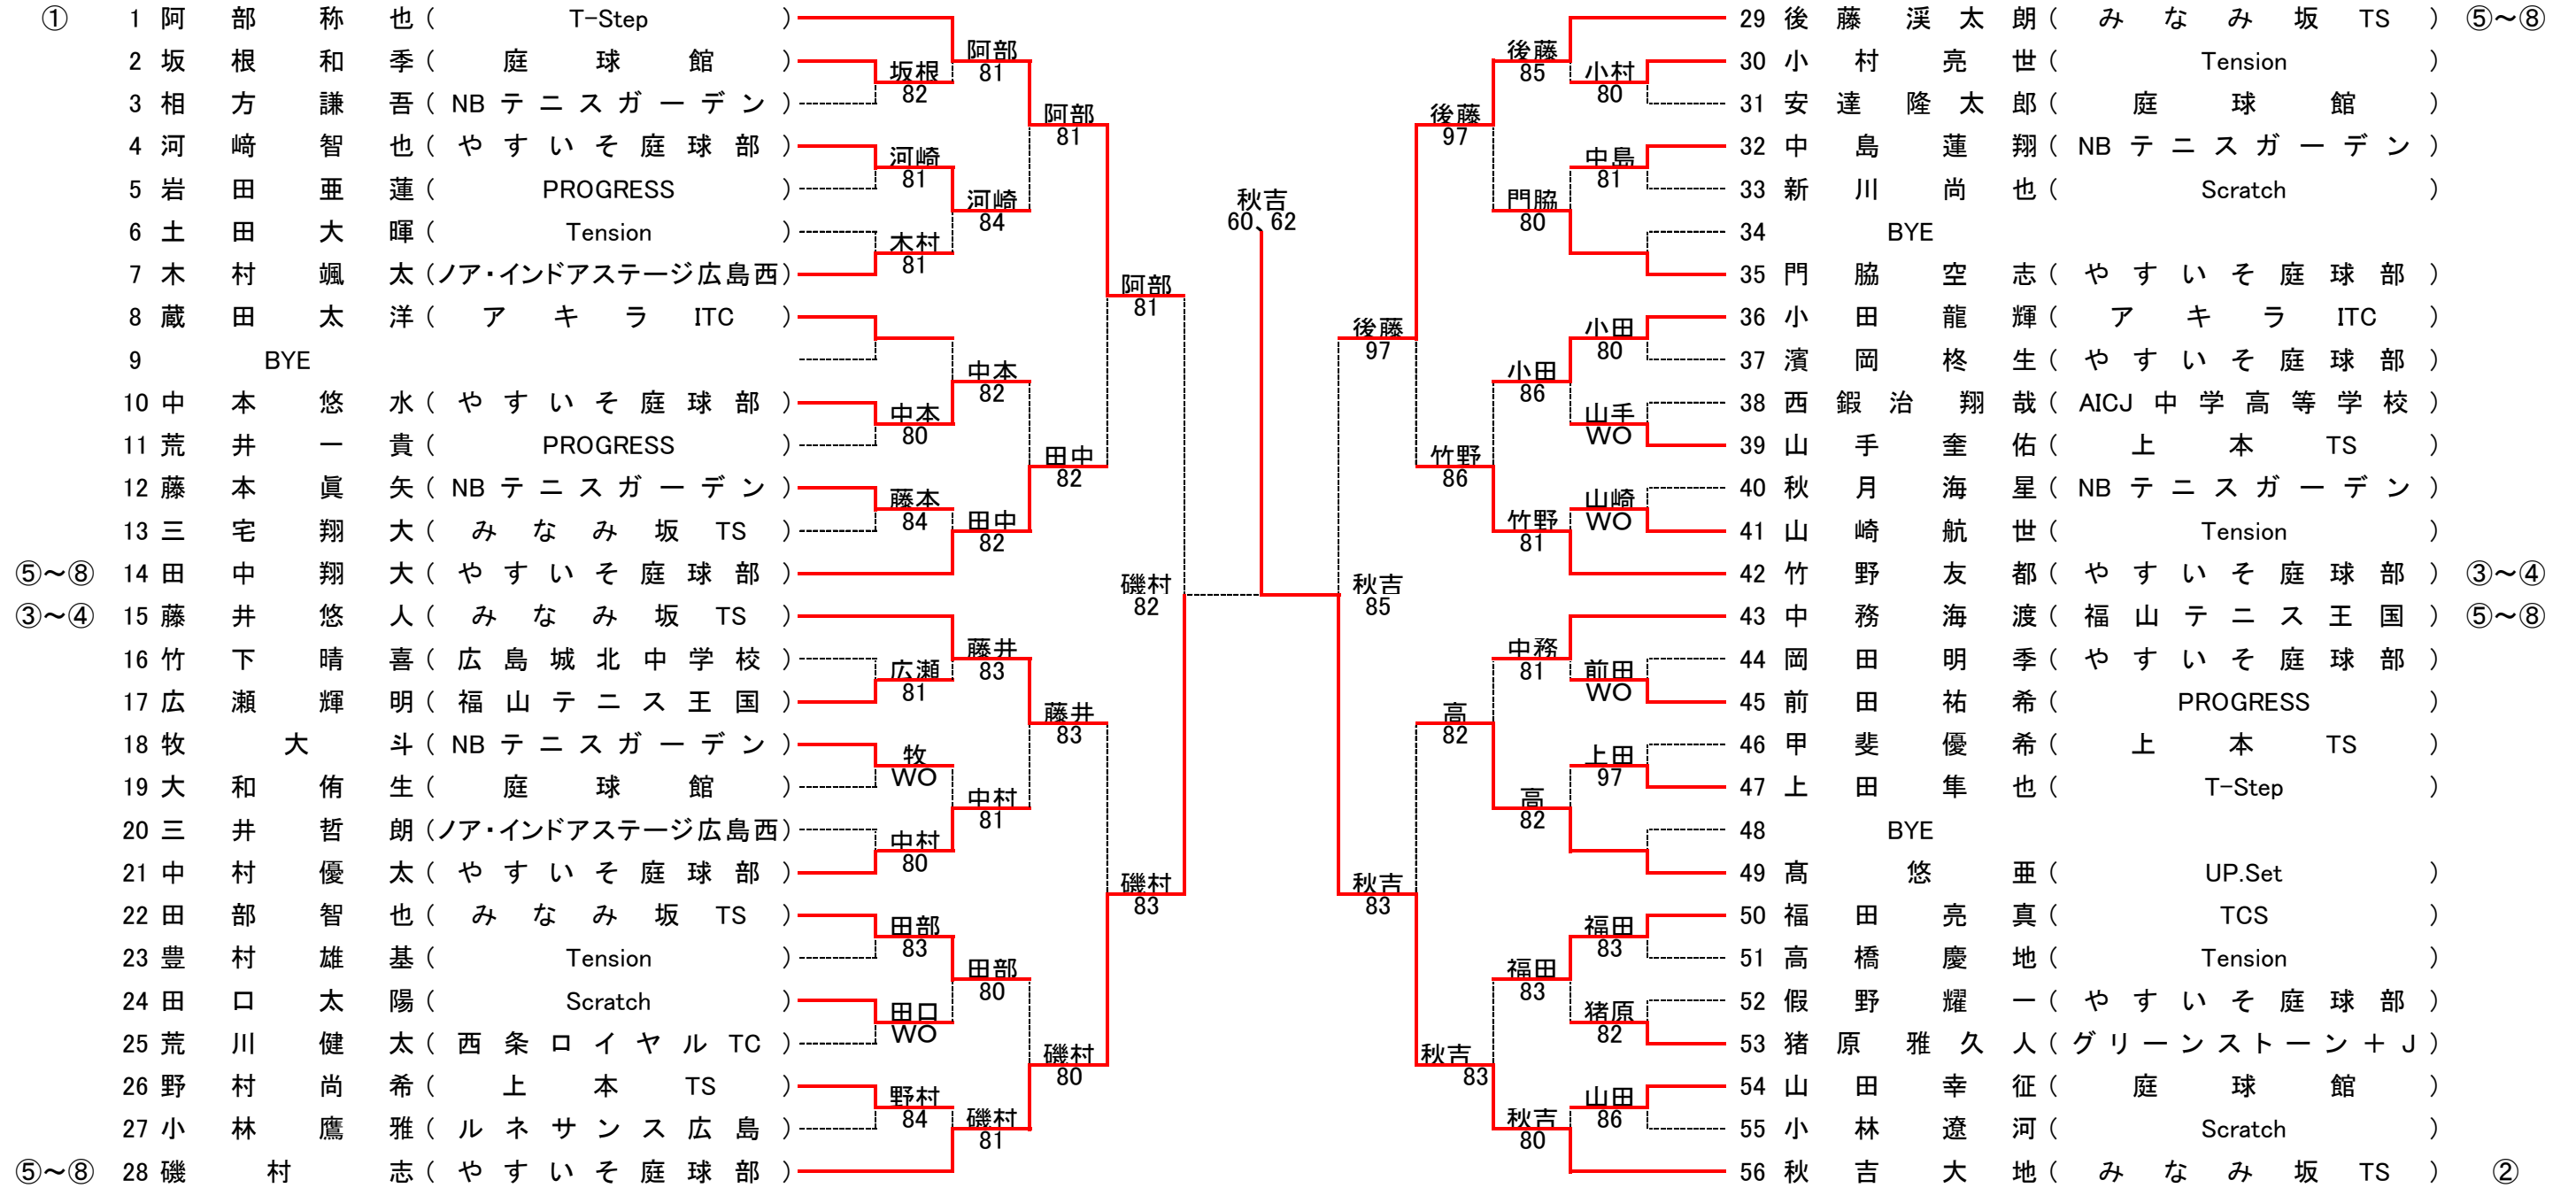 ① 1 阿部称也 (T-Step)
2 坂根和季 (庭球館)
3 相方謙吾 (NBテニスガーデン)
4 河﨑智也 (やすいそ庭球部)
5 岩田亜蓮 (PROGRESS)
6 土田大暉 (Tension)
7 木村颯太 (ノア・インドアステージ広島西)
8 蔵田太洋 (アキラITC)
9 BYE
10 中本悠水 (やすいそ庭球部)
11 荒井一貴 (PROGRESS)
12 藤本眞矢 (NBテニスガーデン)
13 三宅翔大 (みなみ坂TS)
⑤～⑧ 14 田中翔大 (やすいそ庭球部)
③～④ 15 藤井悠人 (みなみ坂TS)
16 竹下晴喜 (広島城北中学校)
17 広瀬輝明 (福山テニス王国)
18 牧大斗 (NBテニスガーデン)
19 大和侑生 (庭球館)
20 三井哲朗 (ノア・インドアステージ広島西)
21 中村優太 (やすいそ庭球部)
22 田部智也 (みなみ坂TS)
23 豊村雄基 (Tension)
24 田口太陽 (Scratch)
25 荒川健太 (西条ロイヤルTC)
26 野村尚希 (上本TS)
27 小林鷹雅 (ルネサンス広島)
⑤～⑧ 28 磯村志 (やすいそ庭球部)
坂根
82
河崎
81
木村
81
中本
80
藤本
84
広瀬
81
牧
WO
中村
80
田部
83
田口
WO
野村
84
阿部
81
河崎
84
中本
82
田中
82
藤井
83
中村
81
田部
80
磯村
81
阿部
81
田中
82
藤井
83
磯村
80
阿部
81
磯村
83
磯村
82
秋吉
60、62
秋吉
85
後藤
97
秋吉
83
後藤
97
竹野
86
高
82
秋吉
83
後藤
85
門脇
80
小田
86
竹野
81
中務
81
高
82
福田
83
秋吉
80
小村
80
中島
81
小田
80
山手
WO
山崎
WO
前田
WO
上田
97
福田
83
猪原
82
山田
86
29 後藤渓太朗 (みなみ坂TS) ⑤～⑧
30 小村亮世 (Tension)
31 安達隆太郎 (庭球館)
32 中島蓮翔 (NBテニスガーデン)
33 新川尚也 (Scratch)
34 BYE
35 門脇空志 (やすいそ庭球部)
36 小田龍輝 (アキラITC)
37 濱岡柊生 (やすいそ庭球部)
38 西鍜治翔哉 (AICJ中学高等学校)
39 山手奎佑 (上本TS)
40 秋月海星 (NBテニスガーデン)
41 山崎航世 (Tension)
42 竹野友都 (やすいそ庭球部) ③～④
43 中務海渡 (福山テニス王国) ⑤～⑧
44 岡田明季 (やすいそ庭球部)
45 前田祐希 (PROGRESS)
46 甲斐優希 (上本TS)
47 上田隼也 (T-Step)
48 BYE
49 髙悠亜 (UP.Set)
50 福田亮真 (TCS)
51 高橋慶地 (Tension)
52 假野耀一 (やすいそ庭球部)
53 猪原雅久人 (グリーンストーン＋J)
54 山田幸征 (庭球館)
55 小林遼河 (Scratch)
56 秋吉大地 (みなみ坂TS) ②